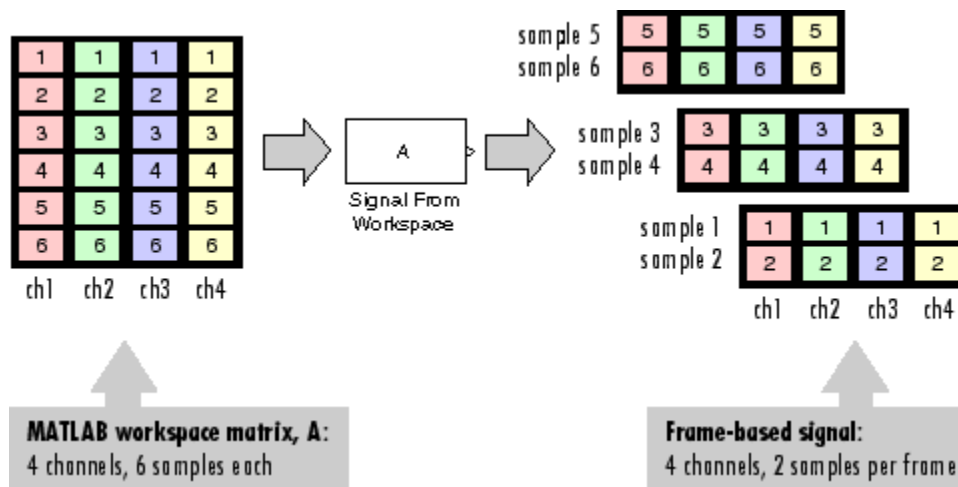 1 1 1 1
2 2 2 2
3 3 3 3
4 4 4 4
5 5 5 5
6 6 6 6
ch1 ch2 ch3 ch4
A
Signal From
Workspace
sample 5 5 5 5 5
sample 6 6 6 6 6
sample 3 3 3 3 3
sample 4 4 4 4 4
sample 1 1 1 1 1
sample 2 2 2 2 2
ch1 ch2 ch3 ch4
MATLAB workspace matrix, A:
4 channels, 6 samples each
Frame-based signal:
4 channels, 2 samples per frame